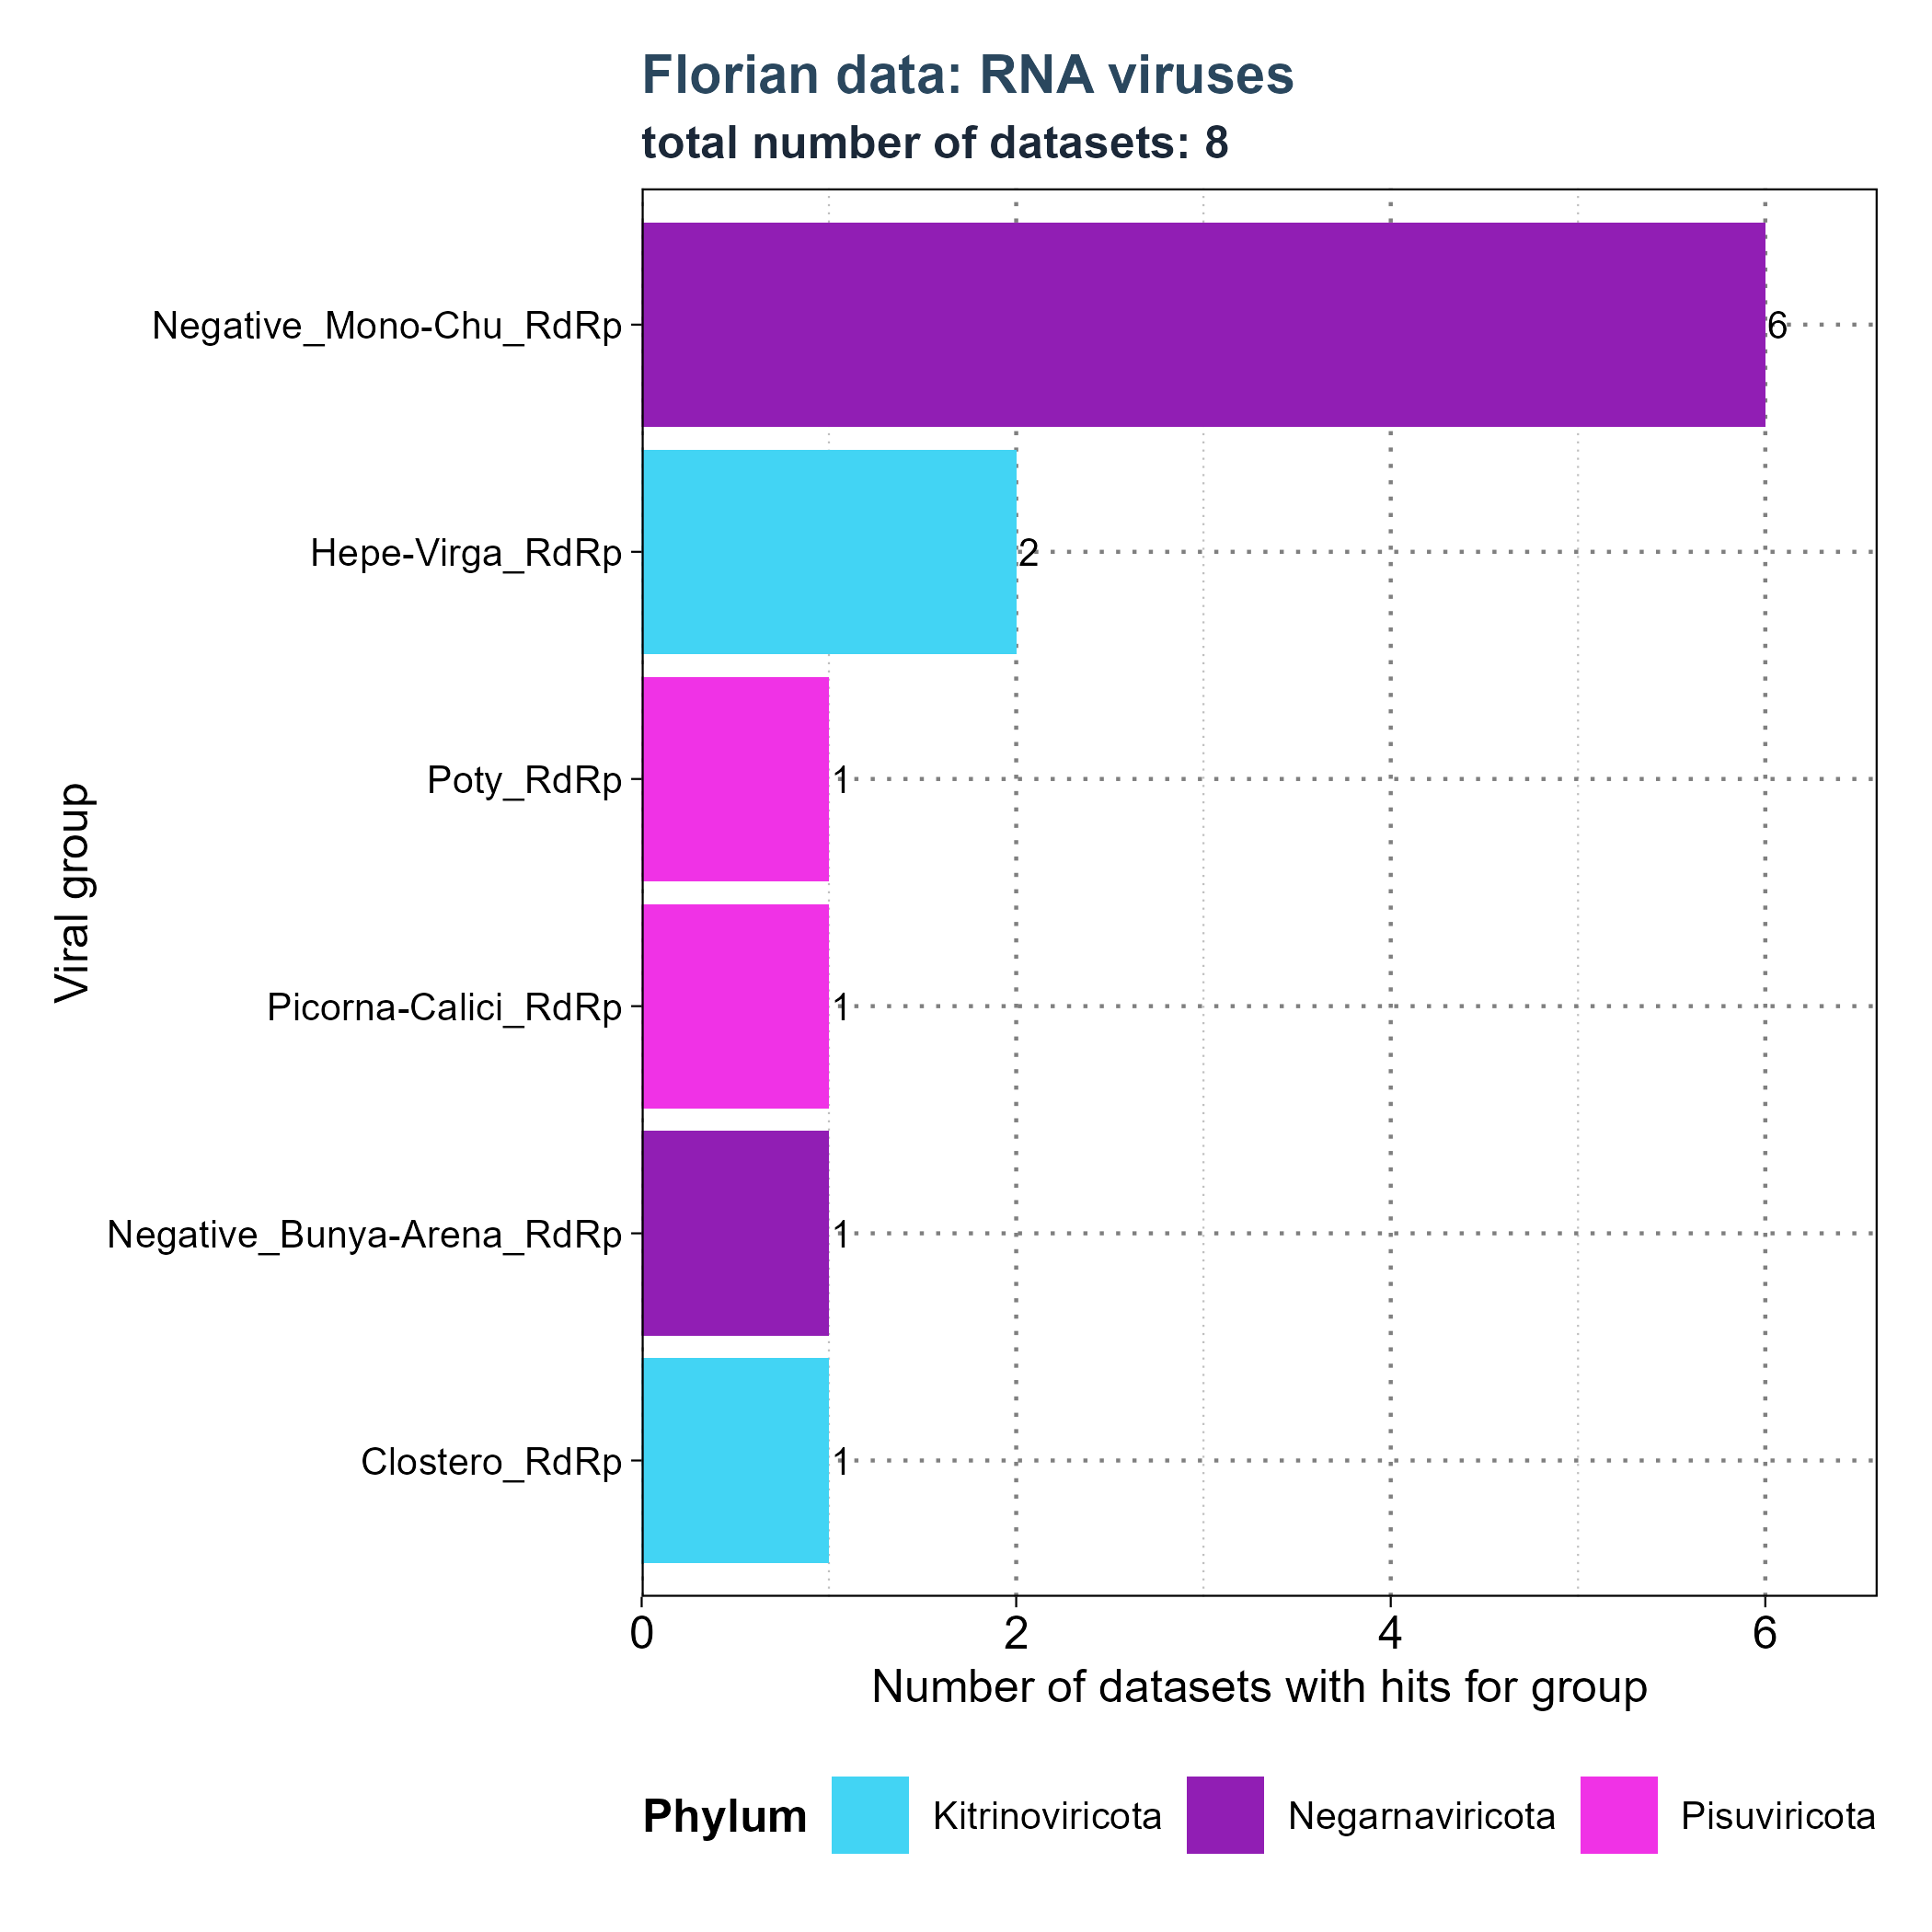 Florian data: RNA viruses
total number of datasets: 8
Viral group
Negative_Mono-Chu_RdRp
6
Hepe-Virga_RdRp
2
Poty_RdRp
1
Picorna-Calici_RdRp
1
Negative_Bunya-Arena_RdRp
1
Clostero_RdRp
1
0 2 4 6
Number of datasets with hits for group
Phylum Kitrinoviricota Negarnaviricota Pisuviricota